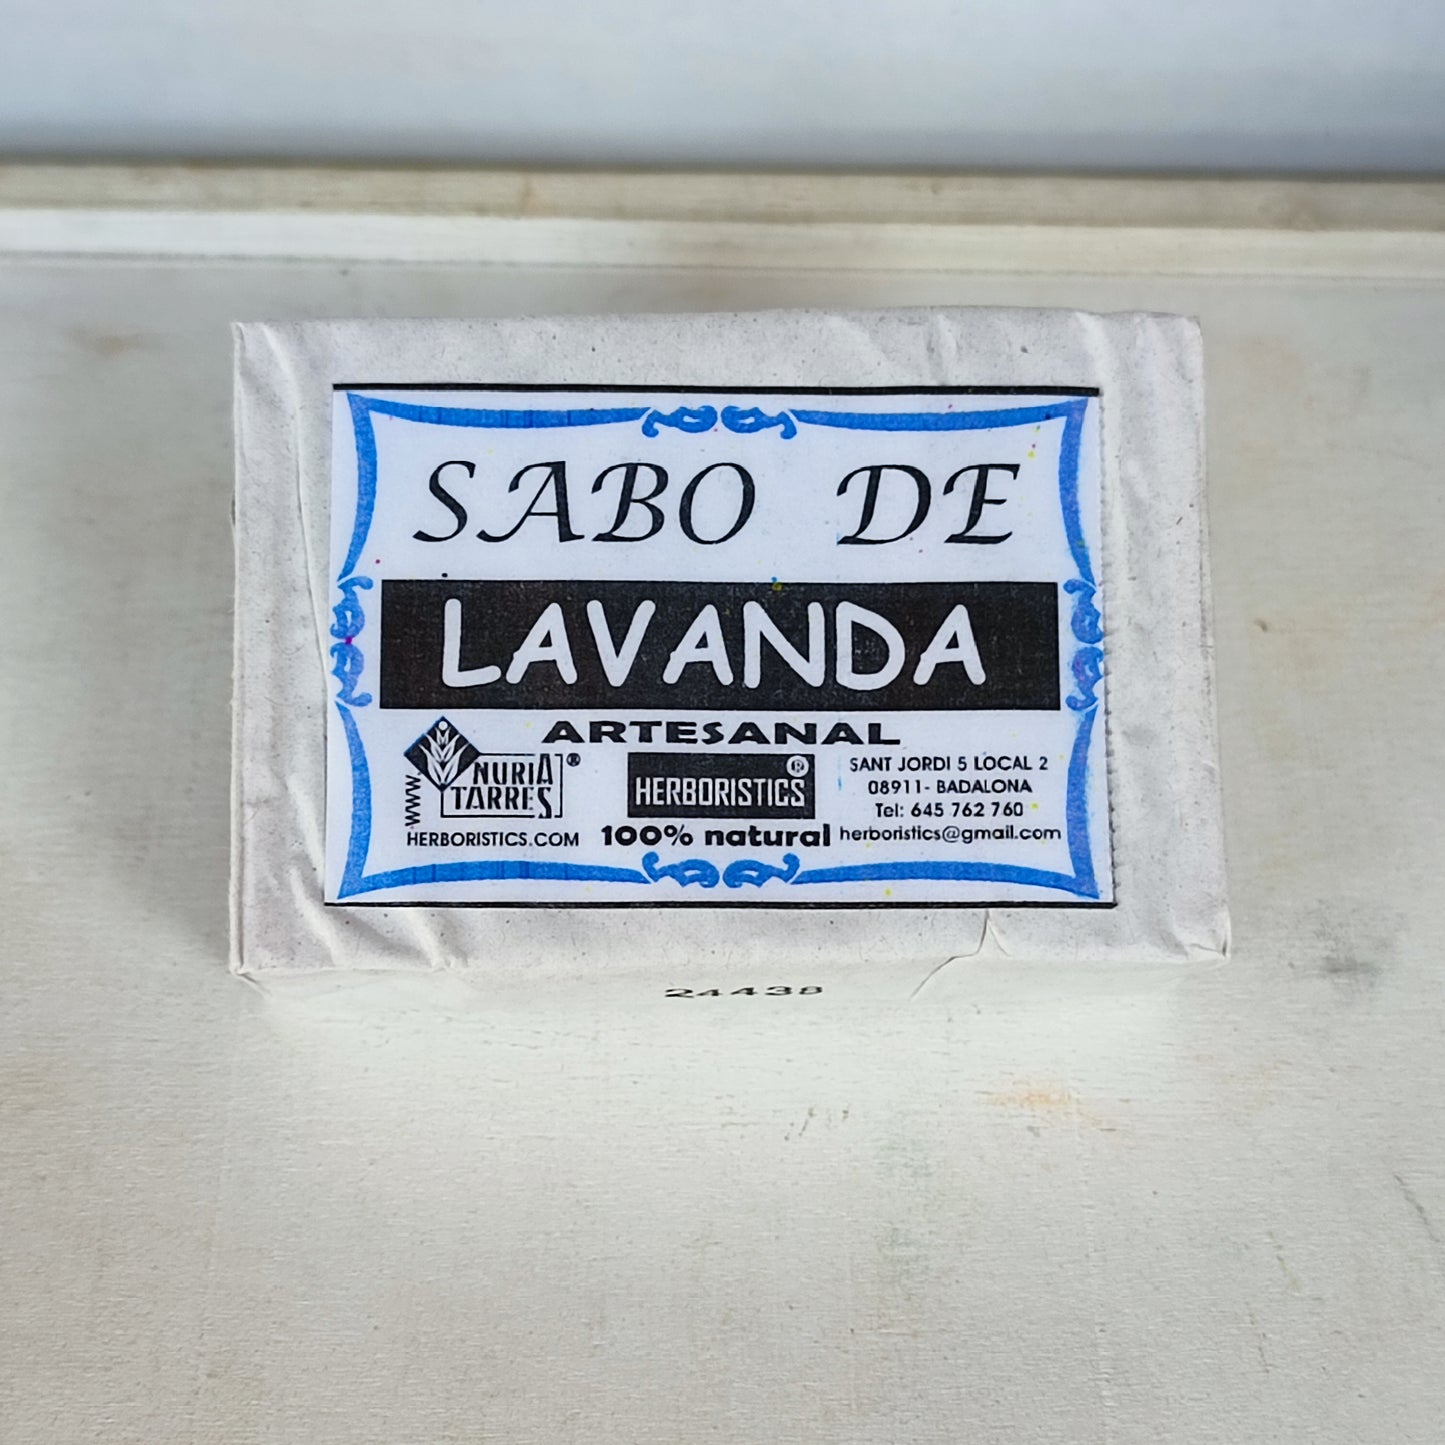 SABO DE
LAVANDA
ARTESANAL
WWW.
NURIA
TARRES
®
HERBORISTICS.COM
HERBORISTICS
®
100% natural
SANT JORDI 5 LOCAL 2
08911- BADALONA
Tel: 645 762 760
herboristics@gmail.com
24438